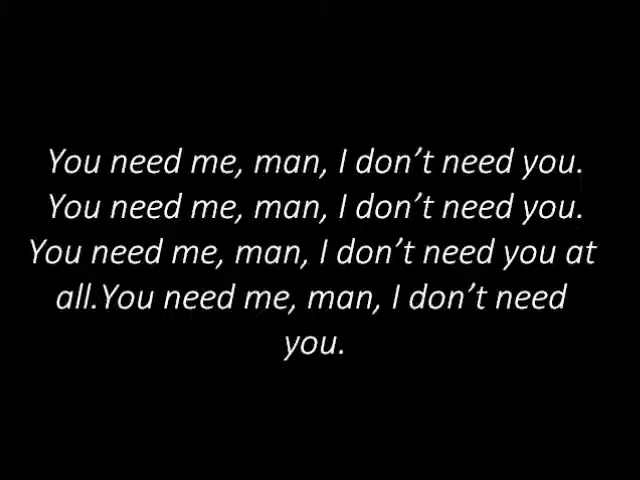 You need me, man, I don’t need you.
You need me, man, I don’t need you.
You need me, man, I don’t need you at
all.You need me, man, I don’t need
you.